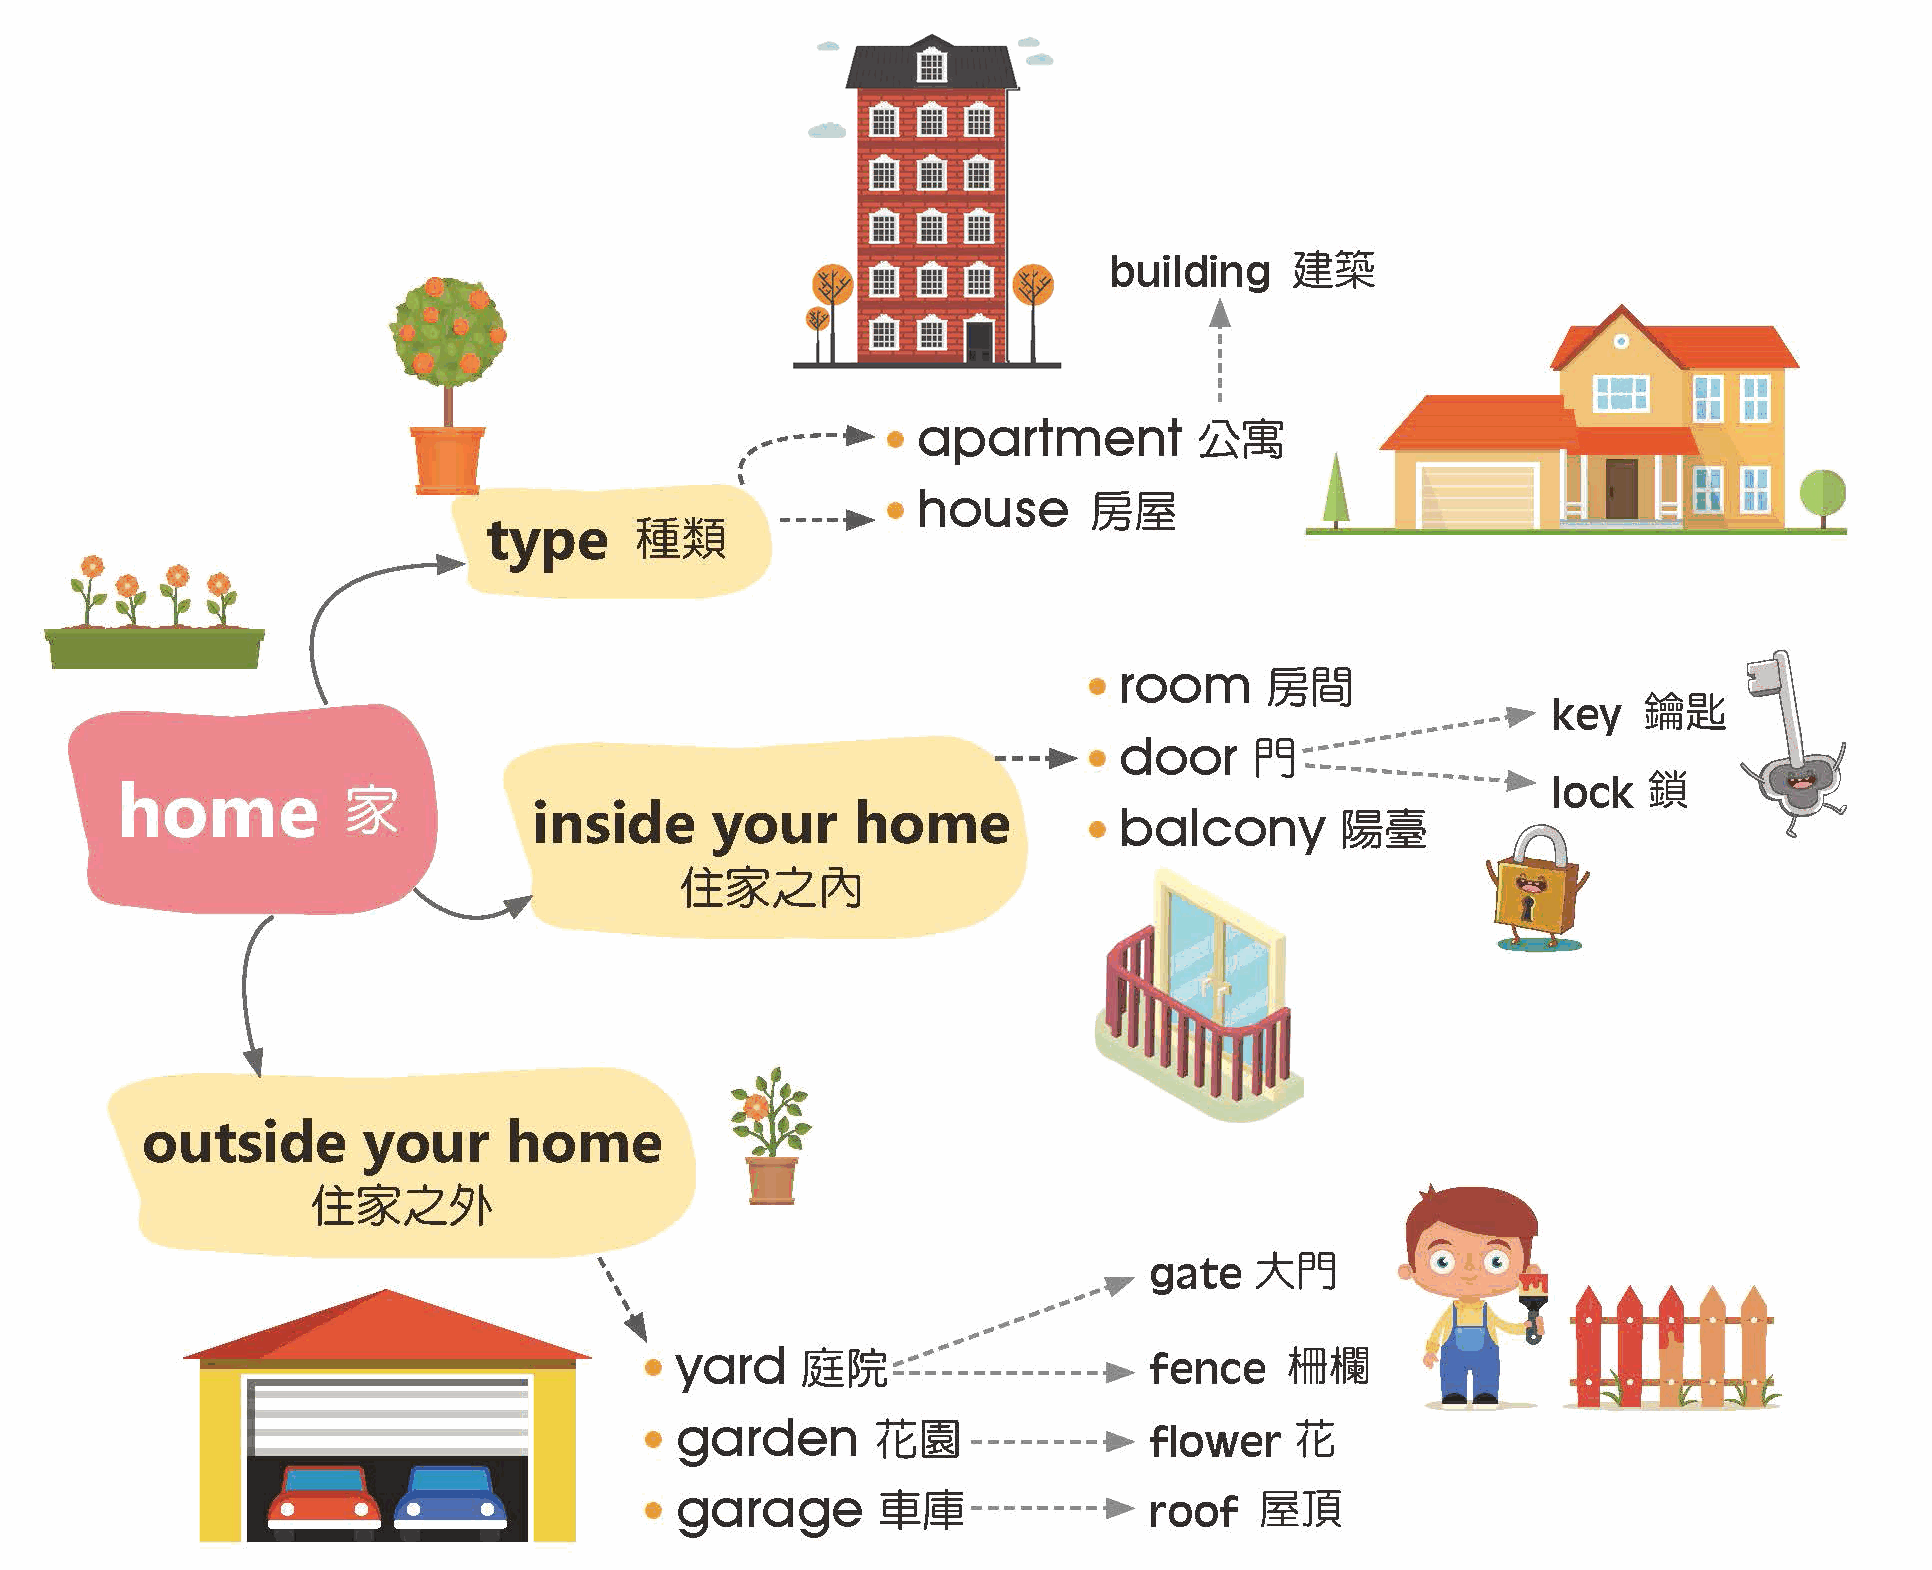 building 建築
apartment 公寓
house 房屋
type 種類
room 房間
key 鑰匙
door 門
lock 鎖
home 家
inside your home
住家之內
balcony 陽臺
outside your home
住家之外
gate 大門
yard 庭院
fence 柵欄
garden 花園
flower 花
garage 車庫
roof 屋頂